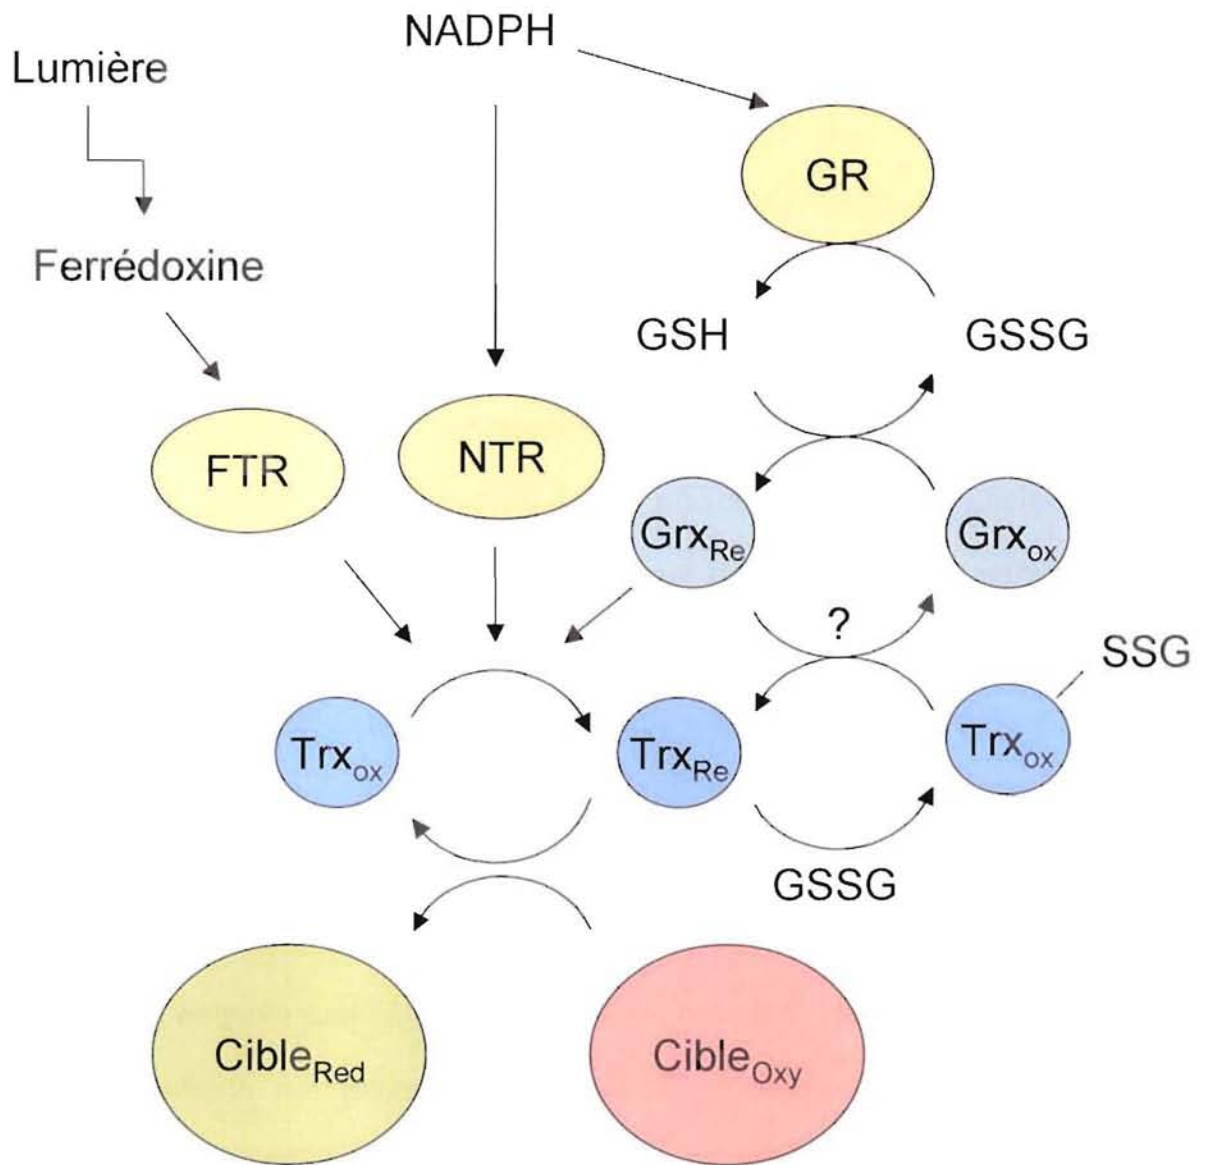 NADPH
Lumière
GR
Ferrédoxine
GSH
GSSG
FTR
NTR
GrxRe
Grxox
?
SSG
Trxox
TrxRe
Trxox
GSSG
CibleRed
CibleOxy